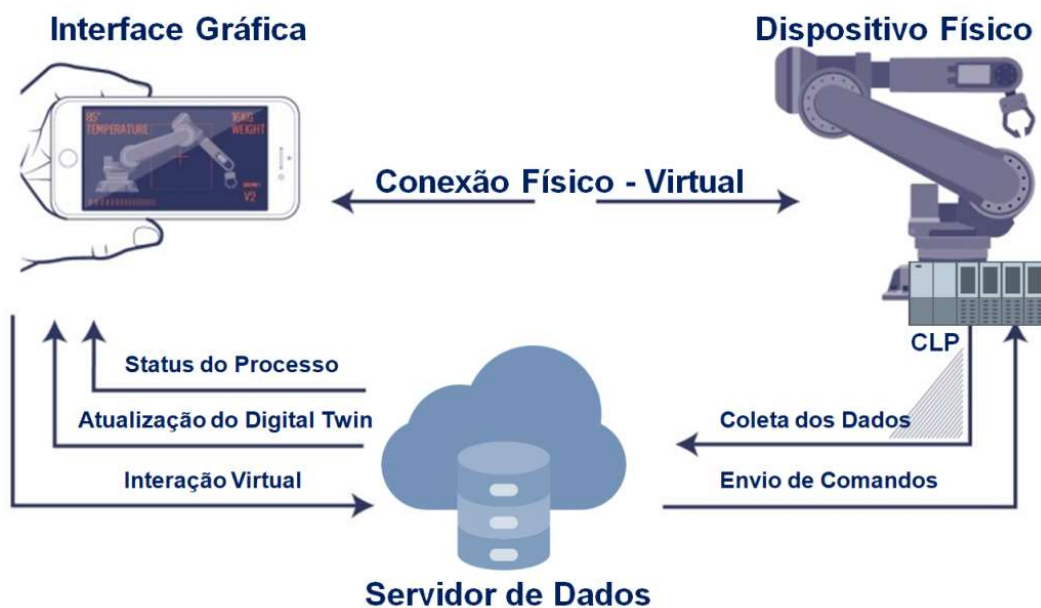 Interface Gráfica
Dispositivo Físico
85°
TEMPERATURE
16KG
WEIGHT
V2
Conexão Físico - Virtual
CLP
Status do Processo
Atualização do Digital Twin
Interação Virtual
Coleta dos Dados
Envio de Comandos
Servidor de Dados